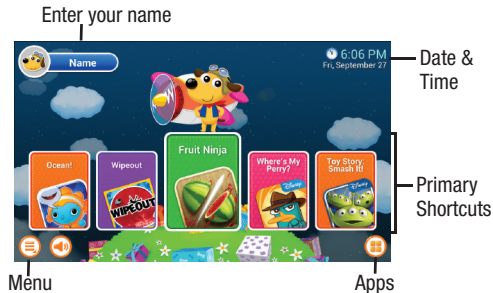 Enter your name
Name
6:06 PM
Fri, September 27
Date &
Time
Ocean!
Wipeout
Fruit Ninja
Where's My
Perry?
Toy Story:
Smash It!
WIPEOUT
Disney
Disney
Primary
Shortcuts
Menu
Apps